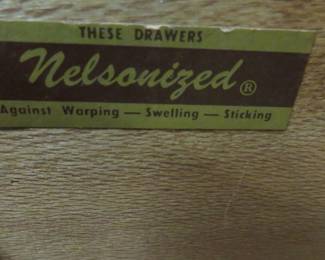 THESE DRAWERS
Nelsonized ®
Against Warping — Swelling — Sticking